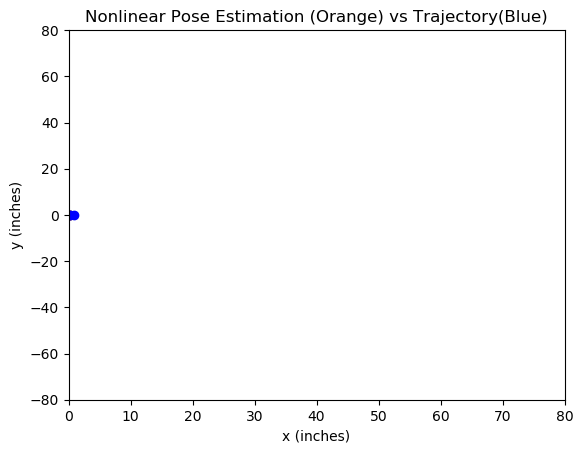 Nonlinear Pose Estimation (Orange) vs Trajectory(Blue)
80
60
40
20
0
−20
−40
−60
−80
y (inches)
0 10 20 30 40 50 60 70 80
x (inches)